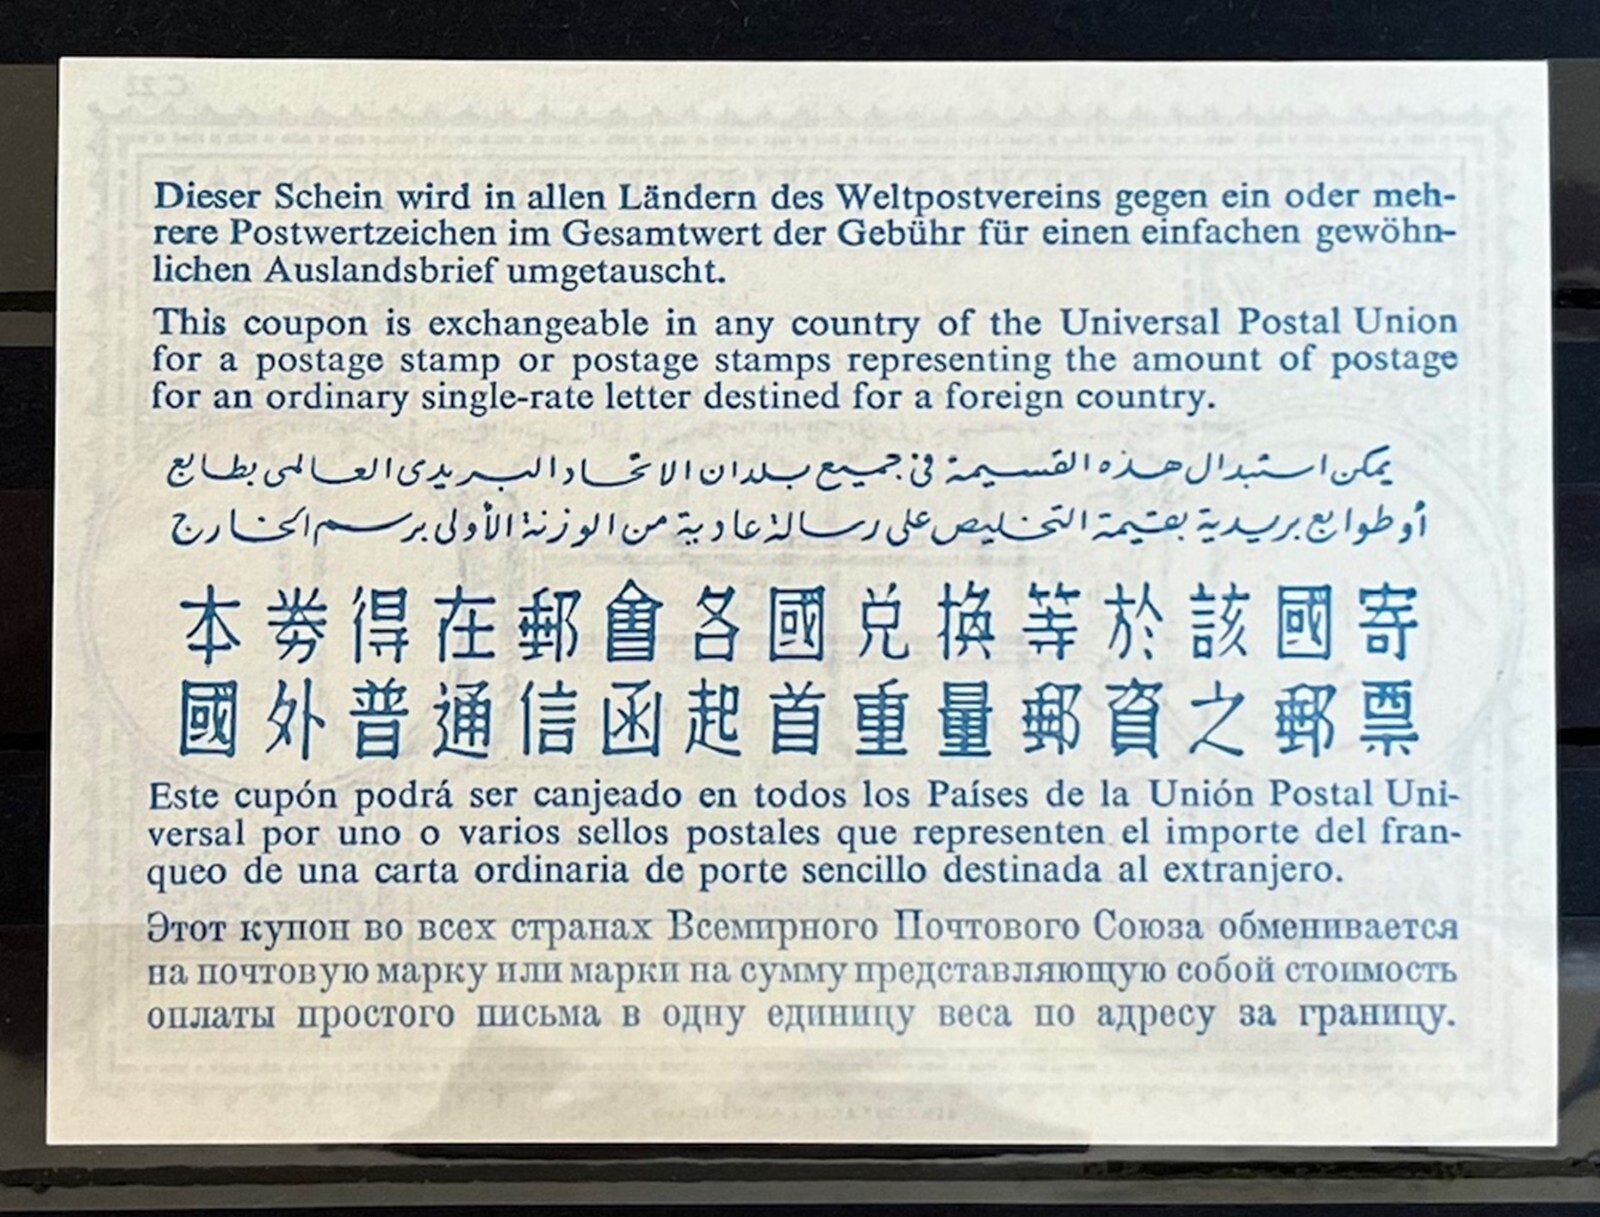 C 22
Dieser Schein wird in allen Ländern des Weltpostvereins gegen ein oder meh-
rere Postwertzeichen im Gesamtwert der Gebühr für einen einfachen gewöhn-
lichen Auslandsbrief umgetauscht.
This coupon is exchangeable in any country of the Universal Postal Union
for a postage stamp or postage stamps representing the amount of postage
for an ordinary single-rate letter destined for a foreign country.
يمكن استبدال هذه القسيمة في جميع بلدان الاتحاد البريدى العالمى بطابع
أو طوابع بريدية بقيمة التخليص على رسالة عادية من الوزنة الأولى برسم الخارج
本券得在郵會各國兌換等於該國寄
國外普通信函起首重量郵資之郵票
Este cupón podrá ser canjeado en todos los Países de la Unión Postal Uni-
versal por uno o varios sellos postales que representen el importe del fran-
queo de una carta ordinaria de porte sencillo destinada al extranjero.
Этот купон во всех странах Всемирного Почтового Союза обменивается
на почтовую марку или марки на сумму представляющую собой стоимость
оплаты простого письма в одну единицу веса по адресу за границу.